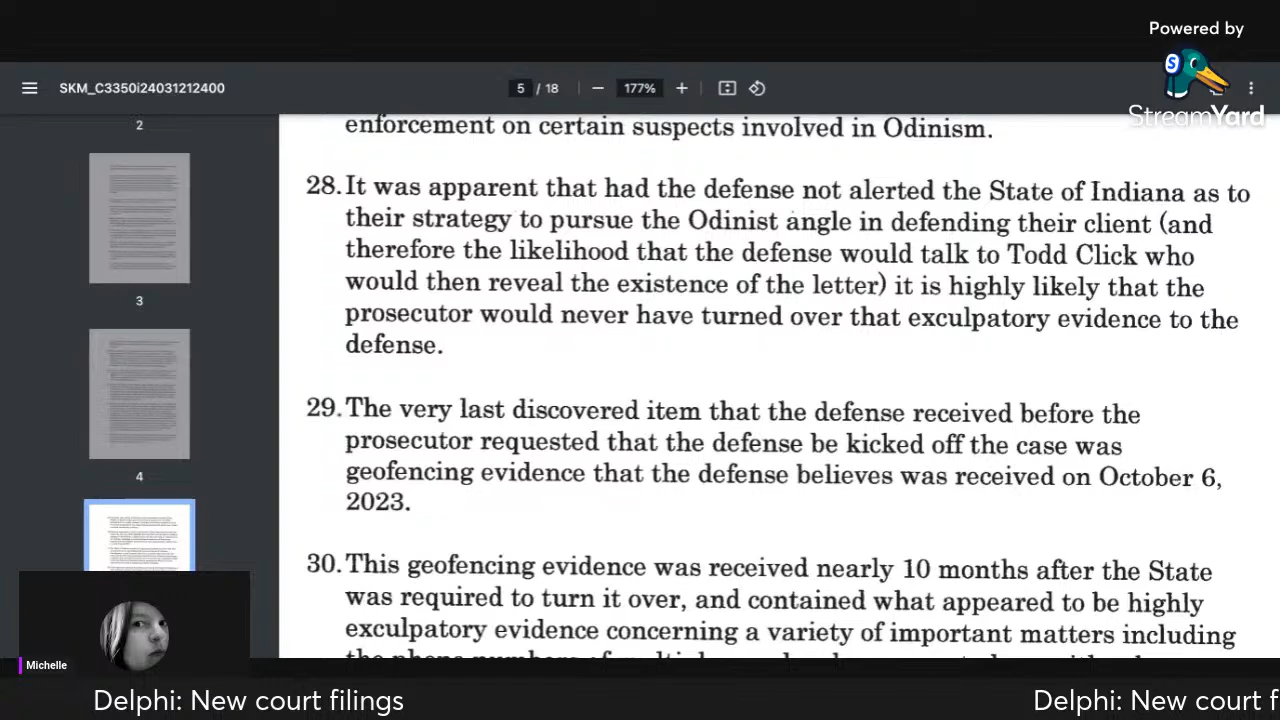 Powered by
StreamYard
SKM_C3350i24031212400
5 / 18
177%
2
3
4
enforcement on certain suspects involved in Odinism.
28. It was apparent that had the defense not alerted the State of Indiana as to
their strategy to pursue the Odinist angle in defending their client (and
therefore the likelihood that the defense would talk to Todd Click who
would then reveal the existence of the letter) it is highly likely that the
prosecutor would never have turned over that exculpatory evidence to the
defense.
29. The very last discovered item that the defense received before the
prosecutor requested that the defense be kicked off the case was
geofencing evidence that the defense believes was received on October 6,
2023.
30. This geofencing evidence was received nearly 10 months after the State
was required to turn it over, and contained what appeared to be highly
exculpatory evidence concerning a variety of important matters including
Michelle
Delphi: New court filings
Delphi: New court f